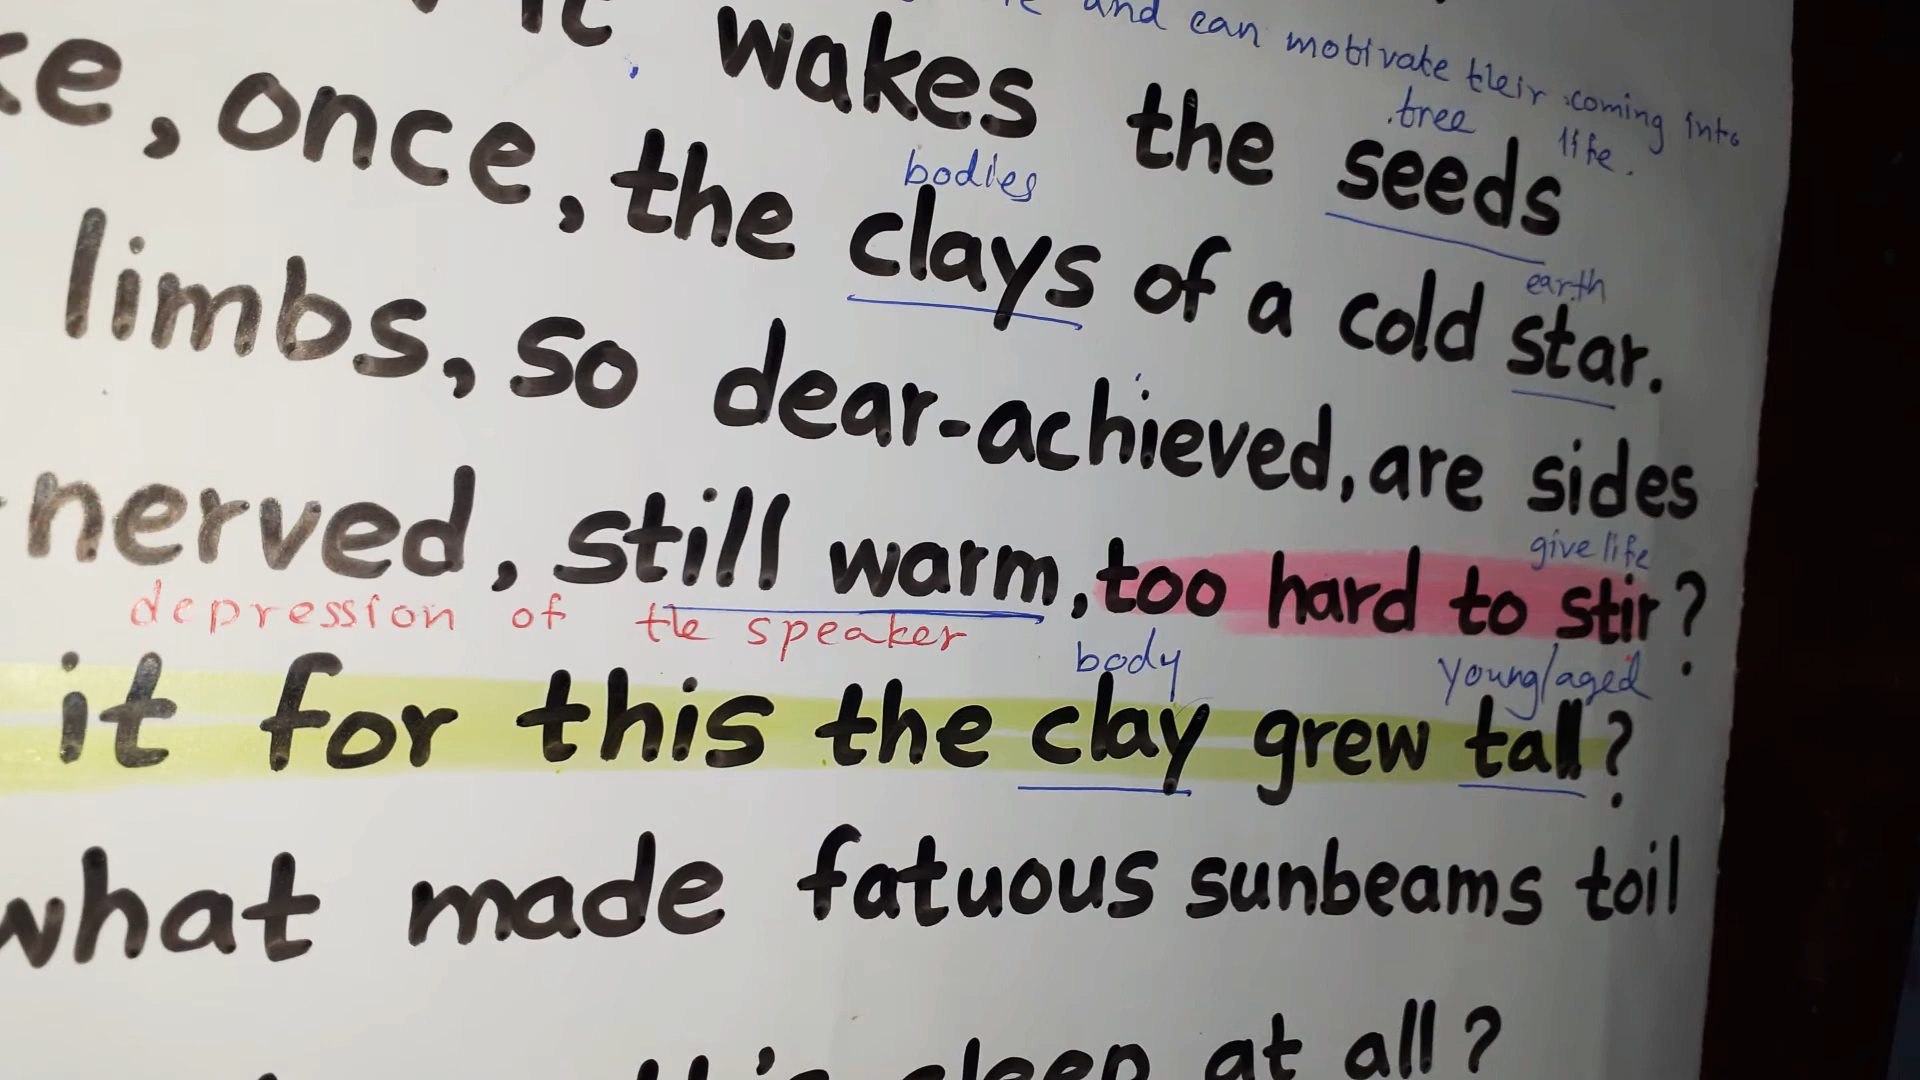 and can motivate their coming into
life.
it wakes the seeds
tree
, once, the clays of a cold star.
bodies
earth
limbs, so dear-achieved, are sides
nerved, still warm, too hard to stir?
give life
depression of the speaker
it for this the clay grew tall?
body
young/aged
what made fatuous sunbeams toil
sleep at all?